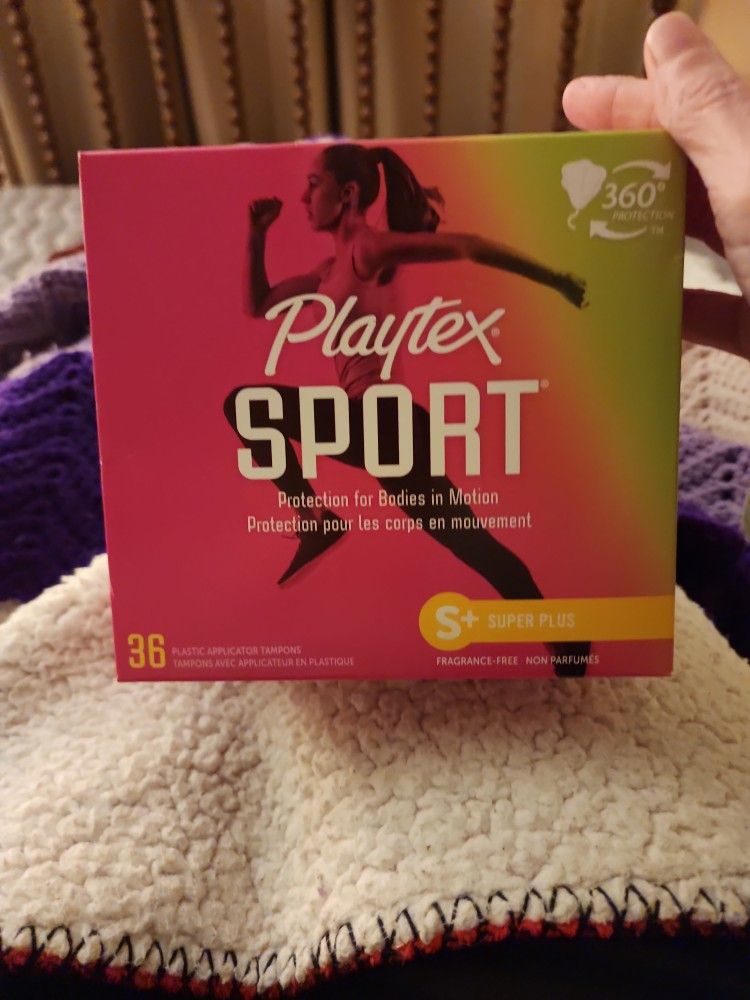 360°
PROTECTION
TM
Playtex®
SPORT®
Protection for Bodies in Motion
Protection pour les corps en mouvement
S+ SUPER PLUS
36 PLASTIC APPLICATOR TAMPONS
TAMPONS AVEC APPLICATEUR EN PLASTIQUE
FRAGRANCE-FREE · NON PARFUMÉS